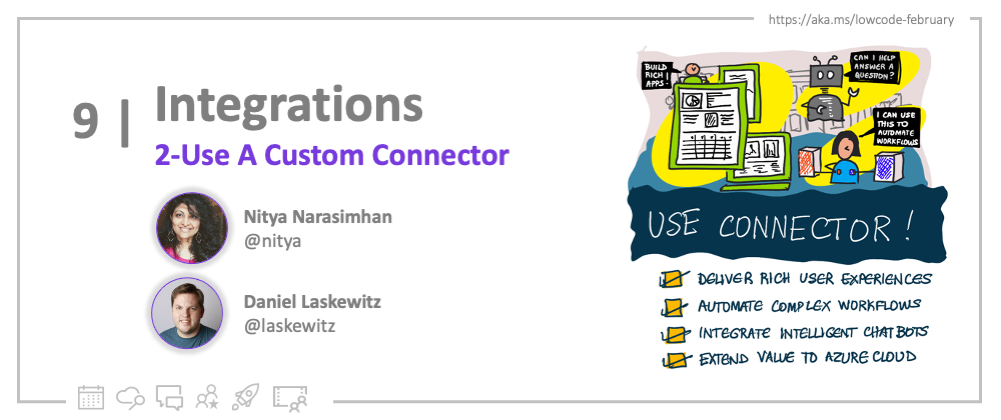 https://aka.ms/lowcode-february
9 |
Integrations
2-Use A Custom Connector
Nitya Narasimhan
@nitya
Daniel Laskewitz
@laskewitz
BUILD
RICH
APPS!
CAN I HELP
ANSWER A
QUESTION?
I CAN USE
THIS TO
AUTOMATE
WORKFLOWS
USE CONNECTOR!
DELIVER RICH USER EXPERIENCES
AUTOMATE COMPLEX WORKFLOWS
INTEGRATE INTELLIGENT CHATBOTS
EXTEND VALUE TO AZURE CLOUD